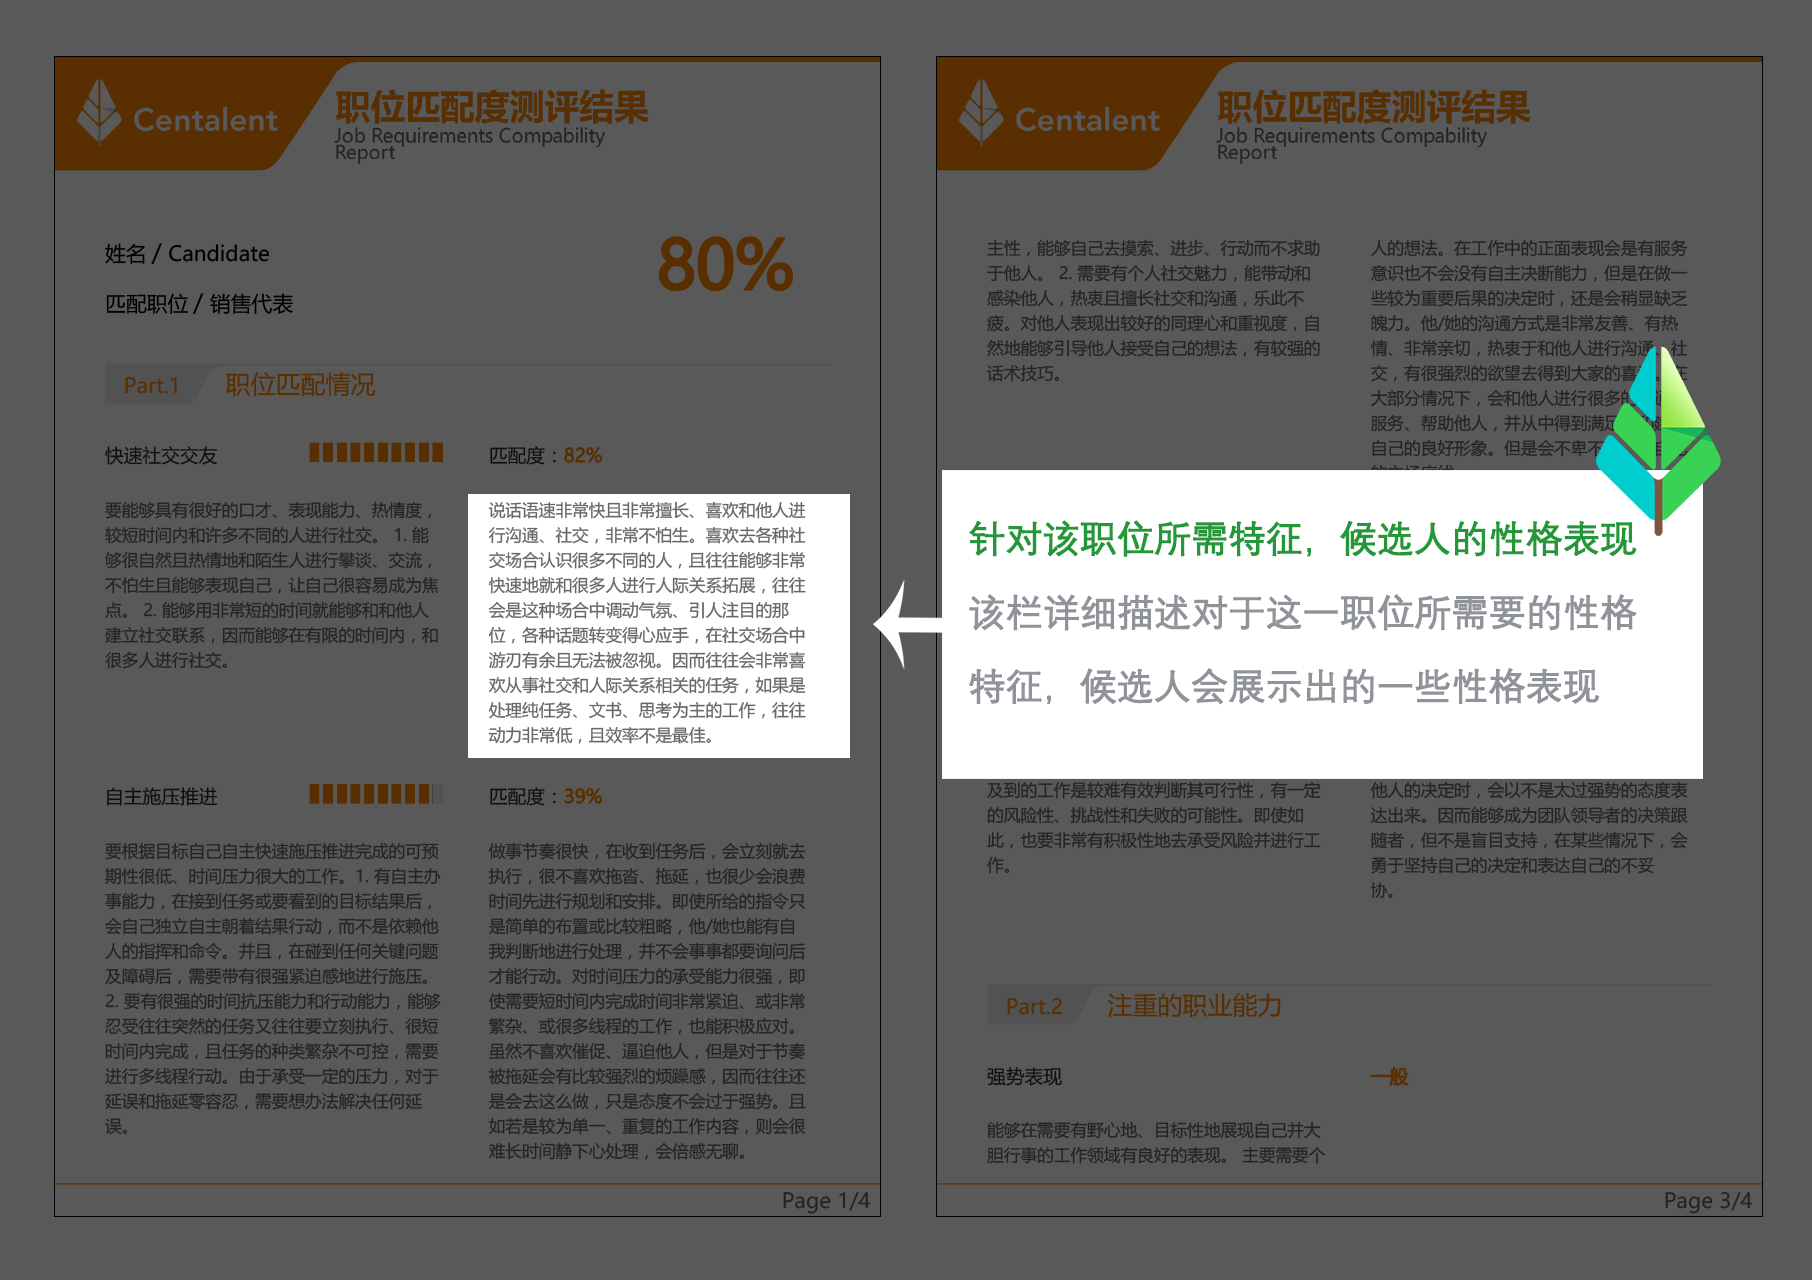 Centalent
职位匹配度测评结果
Job Requirements Compability
Report
姓名 / Candidate
80%
匹配职位 / 销售代表
Part.1
职位匹配情况
快速社交交友
匹配度：82%
要能够具有很好的口才、表现能力、热情度，
较短时间内和许多不同的人进行社交。 1. 能
够很自然且热情地和陌生人进行攀谈、交流，
不怕生且能够表现自己，让自己很容易成为焦
点。 2. 能够用非常短的时间就能够和和他人
建立社交联系，因而能够在有限的时间内，和
很多人进行社交。
说话语速非常快且非常擅长、喜欢和他人进
行沟通、社交，非常不怕生。喜欢去各种社
交场合认识很多不同的人，且往往能够非常
快速地就和很多人进行人际关系拓展，往往
会是这种场合中调动气氛、引人注目的那
位，各种话题转变得心应手，在社交场合中
游刃有余且无法被忽视。因而往往会非常喜
欢从事社交和人际关系相关的任务，如果是
处理纯任务、文书、思考为主的工作，往往
动力非常低，且效率不是最佳。
自主施压推进
匹配度：39%
要根据目标自己自主快速施压推进完成的可预
期性很低、时间压力很大的工作。1. 有自主办
事能力，在接到任务或要看到的目标结果后，
会自己独立自主朝着结果行动，而不是依赖他
人的指挥和命令。并且，在碰到任何关键问题
及障碍后，需要带有很强紧迫感地进行施压。
2. 要有很强的时间抗压能力和行动能力，能够
忍受往往突然的任务又往往要立刻执行、很短
时间内完成，且任务的种类繁杂不可控，需要
进行多线程行动。由于承受一定的压力，对于
延误和拖延零容忍，需要想办法解决任何延
误。
做事节奏很快，在收到任务后，会立刻就去
执行，很不喜欢拖沓、拖延，也很少会浪费
时间先进行规划和安排。即使所给的指令只
是简单的布置或比较粗略，他/她也能有自
我判断地进行处理，并不会事事都要询问后
才能行动。对时间压力的承受能力很强，即
使需要短时间内完成时间非常紧迫、或非常
繁杂、或很多线程的工作，也能积极应对。
虽然不喜欢催促、逼迫他人，但是对于节奏
被拖延会有比较强烈的烦躁感，因而往往还
是会去这么做，只是态度不会过于强势。且
如若是较为单一、重复的工作内容，则会很
难长时间静下心处理，会倍感无聊。
Page 1/4
Centalent
职位匹配度测评结果
Job Requirements Compability
Report
主性，能够自己去摸索、进步、行动而不求助
于他人。 2. 需要有个人社交魅力，能带动和
感染他人，热衷且擅长社交和沟通，乐此不
疲。对他人表现出较好的同理心和重视度，自
然地能够引导他人接受自己的想法，有较强的
话术技巧。
人的想法。在工作中的正面表现会是有服务
意识也不会没有自主决断能力，但是在做一
些较为重要后果的决定时，还是会稍显缺乏
魄力。他/她的沟通方式是非常友善、有热
情、非常亲切，热衷于和他人进行沟通、社
交，有很强烈的欲望去得到大家的喜
大部分情况下，会和他人进行很多的
服务、帮助他人，并从中得到满足
自己的良好形象。但是会不卑不
针对该职位所需特征，候选人的性格表现
该栏详细描述对于这一职位所需要的性格
特征，候选人会展示出的一些性格表现
及到的工作是较难有效判断其可行性，有一定
的风险性、挑战性和失败的可能性。即使如
此，也要非常有积极性地去承受风险并进行工
作。
他人的决定时，会以不是太过强势的态度表
达出来。因而能够成为团队领导者的决策跟
随者，但不是盲目支持，在某些情况下，会
勇于坚持自己的决定和表达自己的不妥
协。
Part.2
注重的职业能力
强势表现
一般
能够在需要有野心地、目标性地展现自己并大
胆行事的工作领域有良好的表现。 主要需要个
Page 3/4